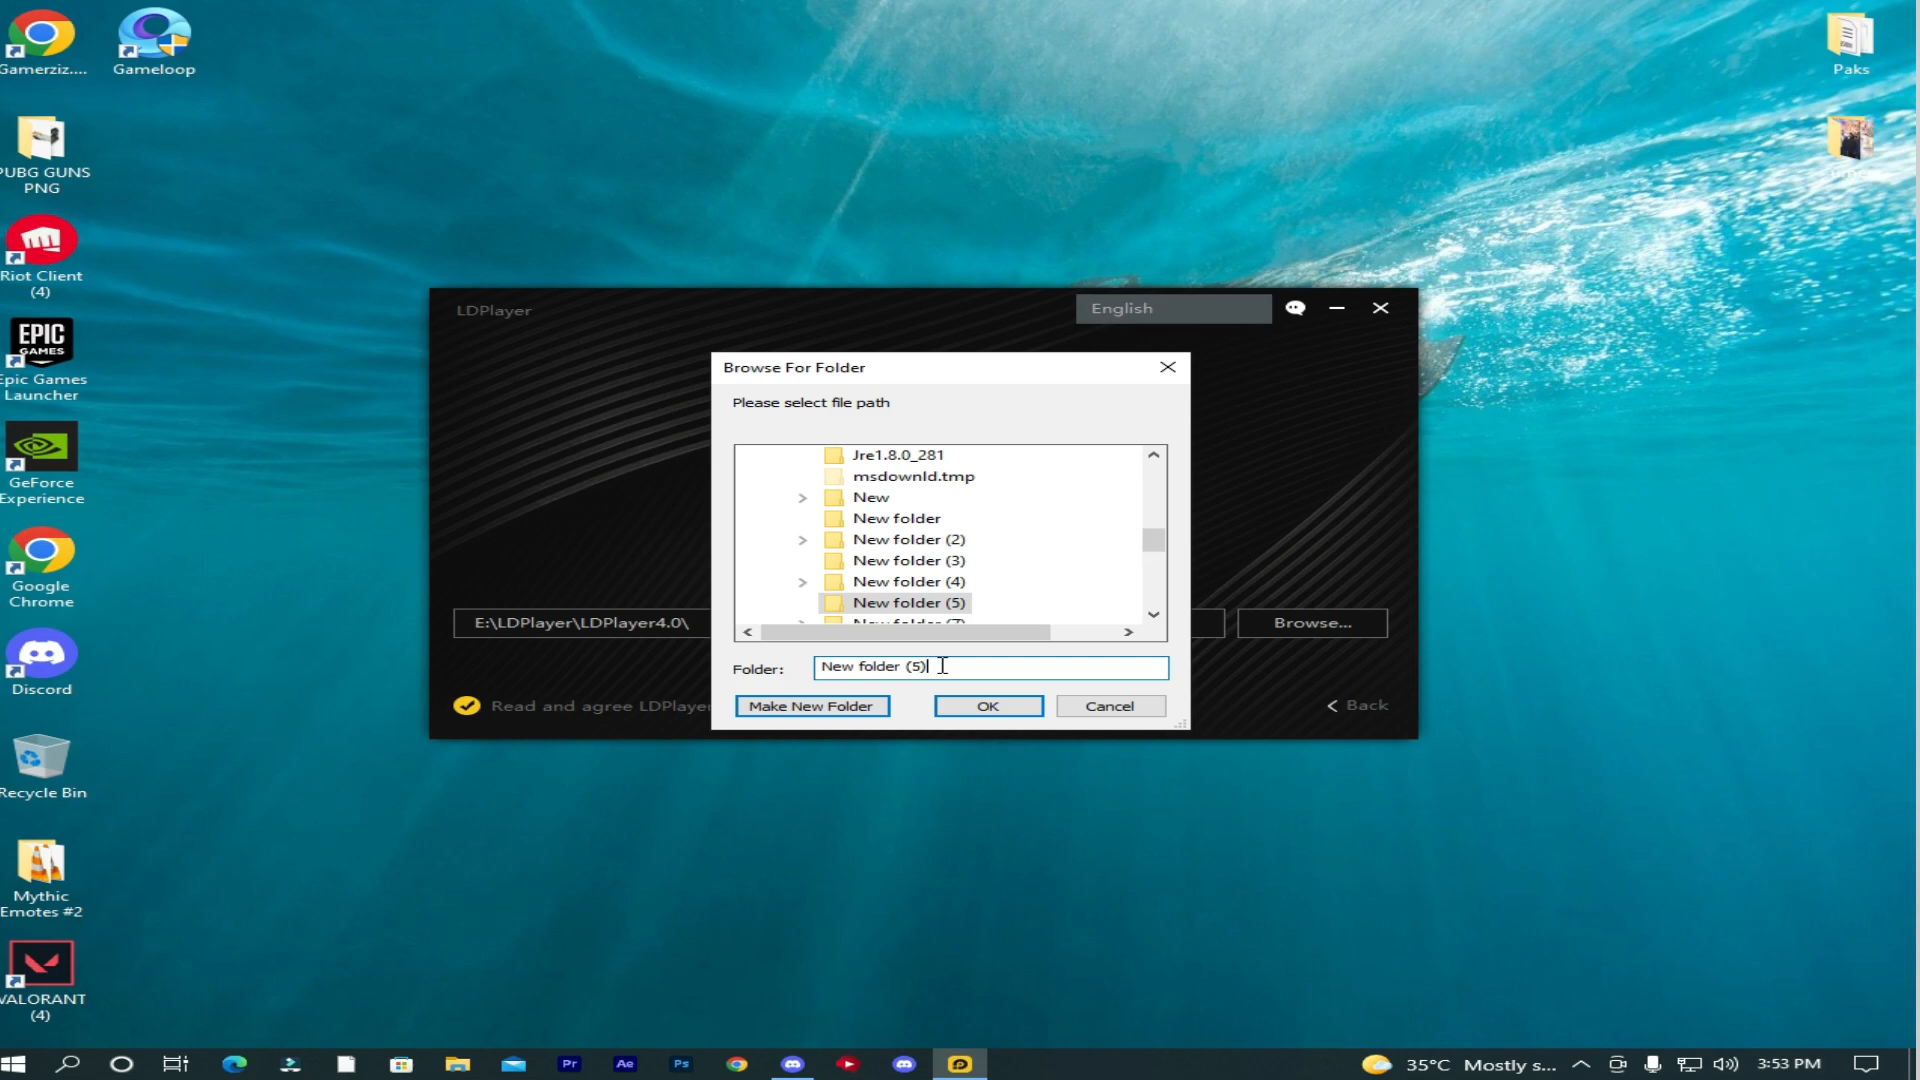 Gamerziz....
Gameloop
Paks
PUBG GUNS
PNG
Riot Client
(4)
EPIC
GAMES
Epic Games
Launcher
GeForce
Experience
Google
Chrome
Discord
Recycle Bin
Mythic
Emotes #2
VALORANT
(4)
LDPlayer
English
Browse For Folder
Please select file path
Jre1.8.0_281
msdownld.tmp
New
New folder
New folder (2)
New folder (3)
New folder (4)
New folder (5)
New folder (7)
E:\LDPlayer\LDPlayer4.0\
Browse...
Folder:
New folder (5)
Read and agree LDPlayer
Make New Folder
OK
Cancel
Back
Pr
Ae
Ps
35°C Mostly s...
3:53 PM